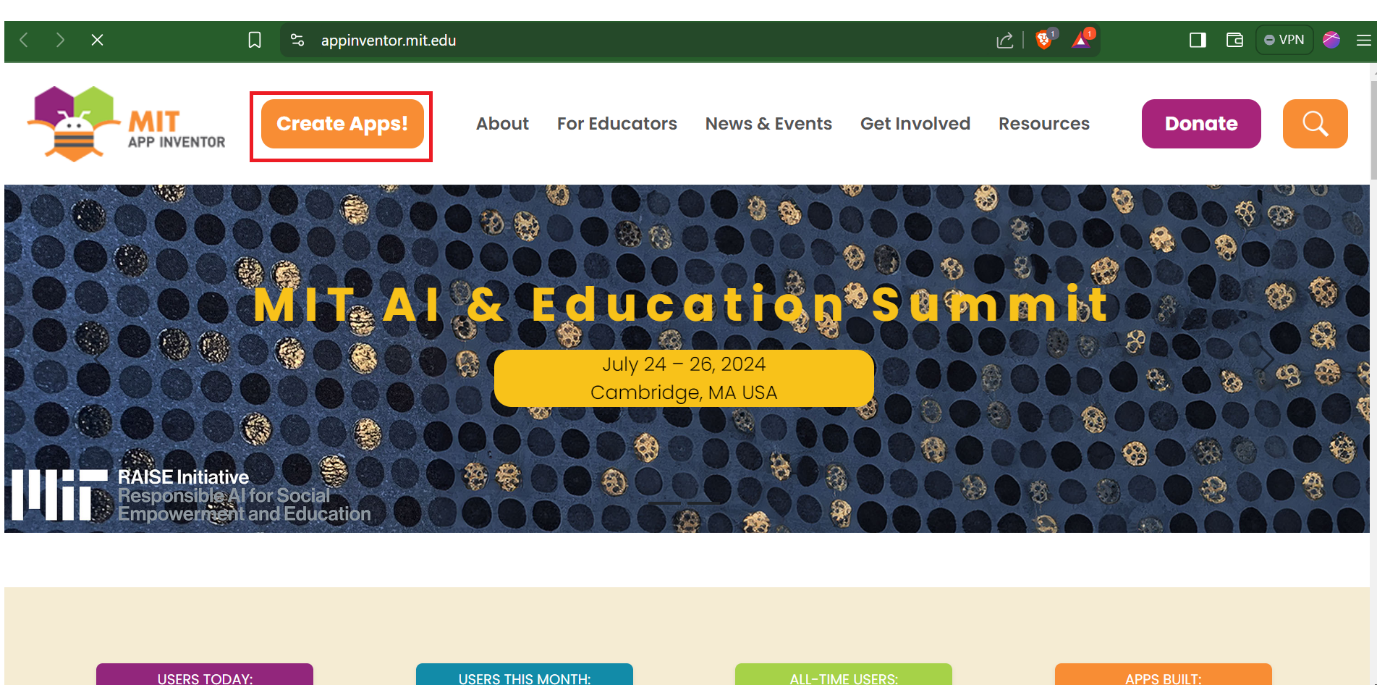 appinventor.mit.edu
1
1
VPN
MIT
APP INVENTOR
Create Apps!
About
For Educators
News & Events
Get Involved
Resources
Donate
MIT AI & Education Summit
July 24 – 26, 2024
Cambridge, MA USA
RAISE Initiative
Responsible AI for Social
Empowerment and Education
USERS TODAY:
USERS THIS MONTH:
ALL-TIME USERS:
APPS BUILT: